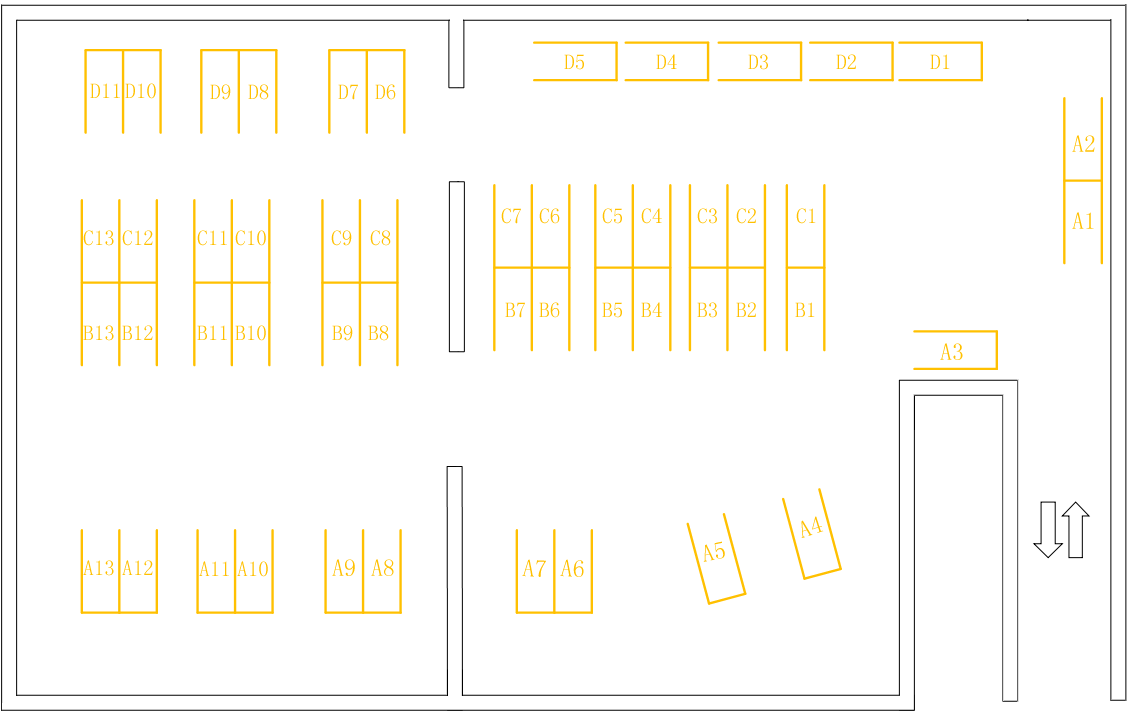 D11 D10 D9 D8 D7 D6 D5 D4 D3 D2 D1
A2
C13 C12 C11 C10 C9 C8 C7 C6 C5 C4 C3 C2 C1 A1
B13 B12 B11 B10 B9 B8 B7 B6 B5 B4 B3 B2 B1
A3
A13 A12 A11 A10 A9 A8 A7 A6 A5 A4